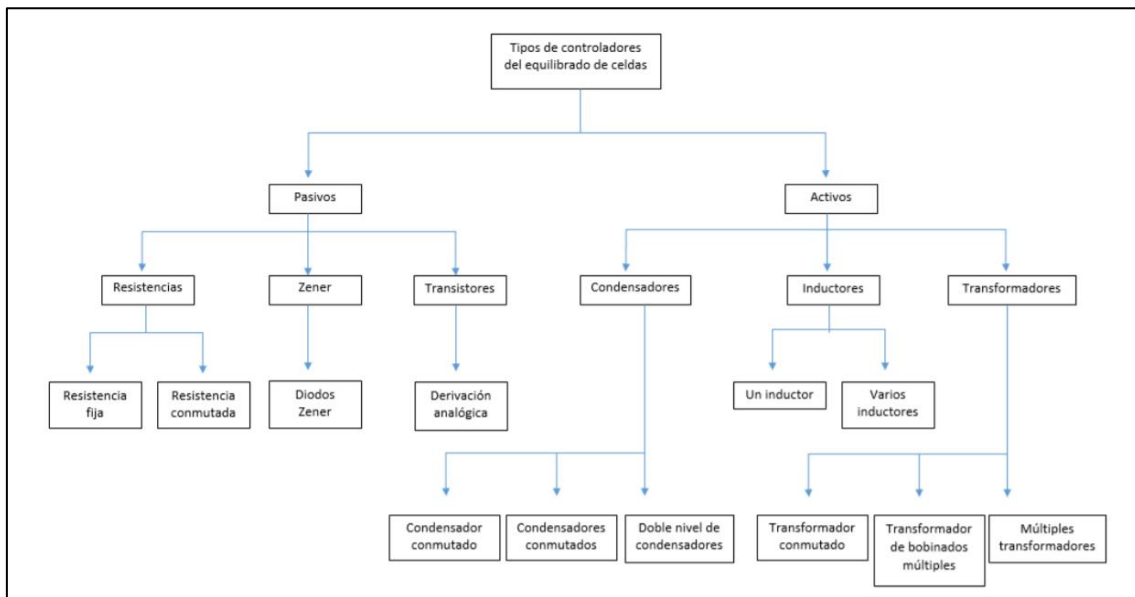 Tipos de controladores
del equilibrado de celdas
Pasivos
Activos
Resistencias
Zener
Transistores
Condensadores
Inductores
Transformadores
Resistencia
fija
Resistencia
conmutada
Diodos
Zener
Derivación
analógica
Un inductor
Varios
inductores
Condensador
conmutado
Condensadores
conmutados
Doble nivel de
condensadores
Transformador
conmutado
Transformador
de bobinados
múltiples
Múltiples
transformadores